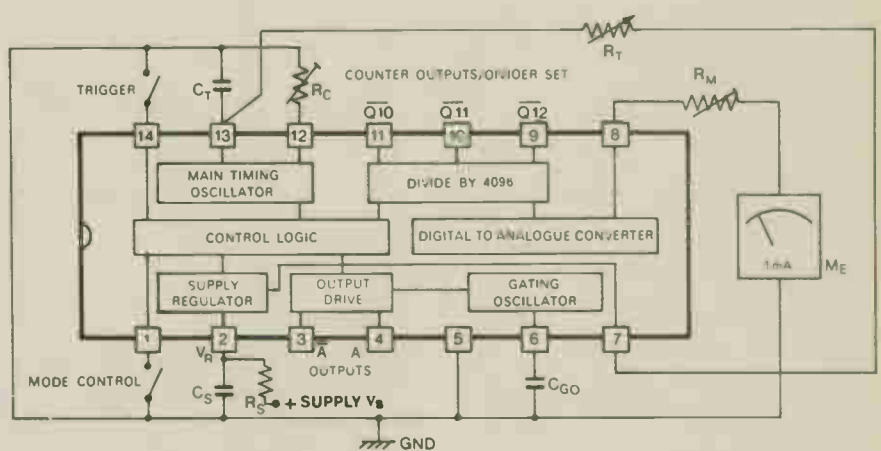 R_T
R_M
COUNTER OUTPUTS/DIVIDER SET
TRIGGER
C_T
R_C
Q10
Q11
Q12
14
13
12
11
10
9
8
MAIN TIMING
OSCILLATOR
DIVIDE BY 4096
CONTROL LOGIC
DIGITAL TO ANALOGUE CONVERTER
1mA
M_E
SUPPLY
REGULATOR
OUTPUT
DRIVE
GATING
OSCILLATOR
1
2
3
4
5
6
7
V_R
A
A
OUTPUTS
MODE CONTROL
C_S
R_S
+ SUPPLY V_S
C_GO
GND